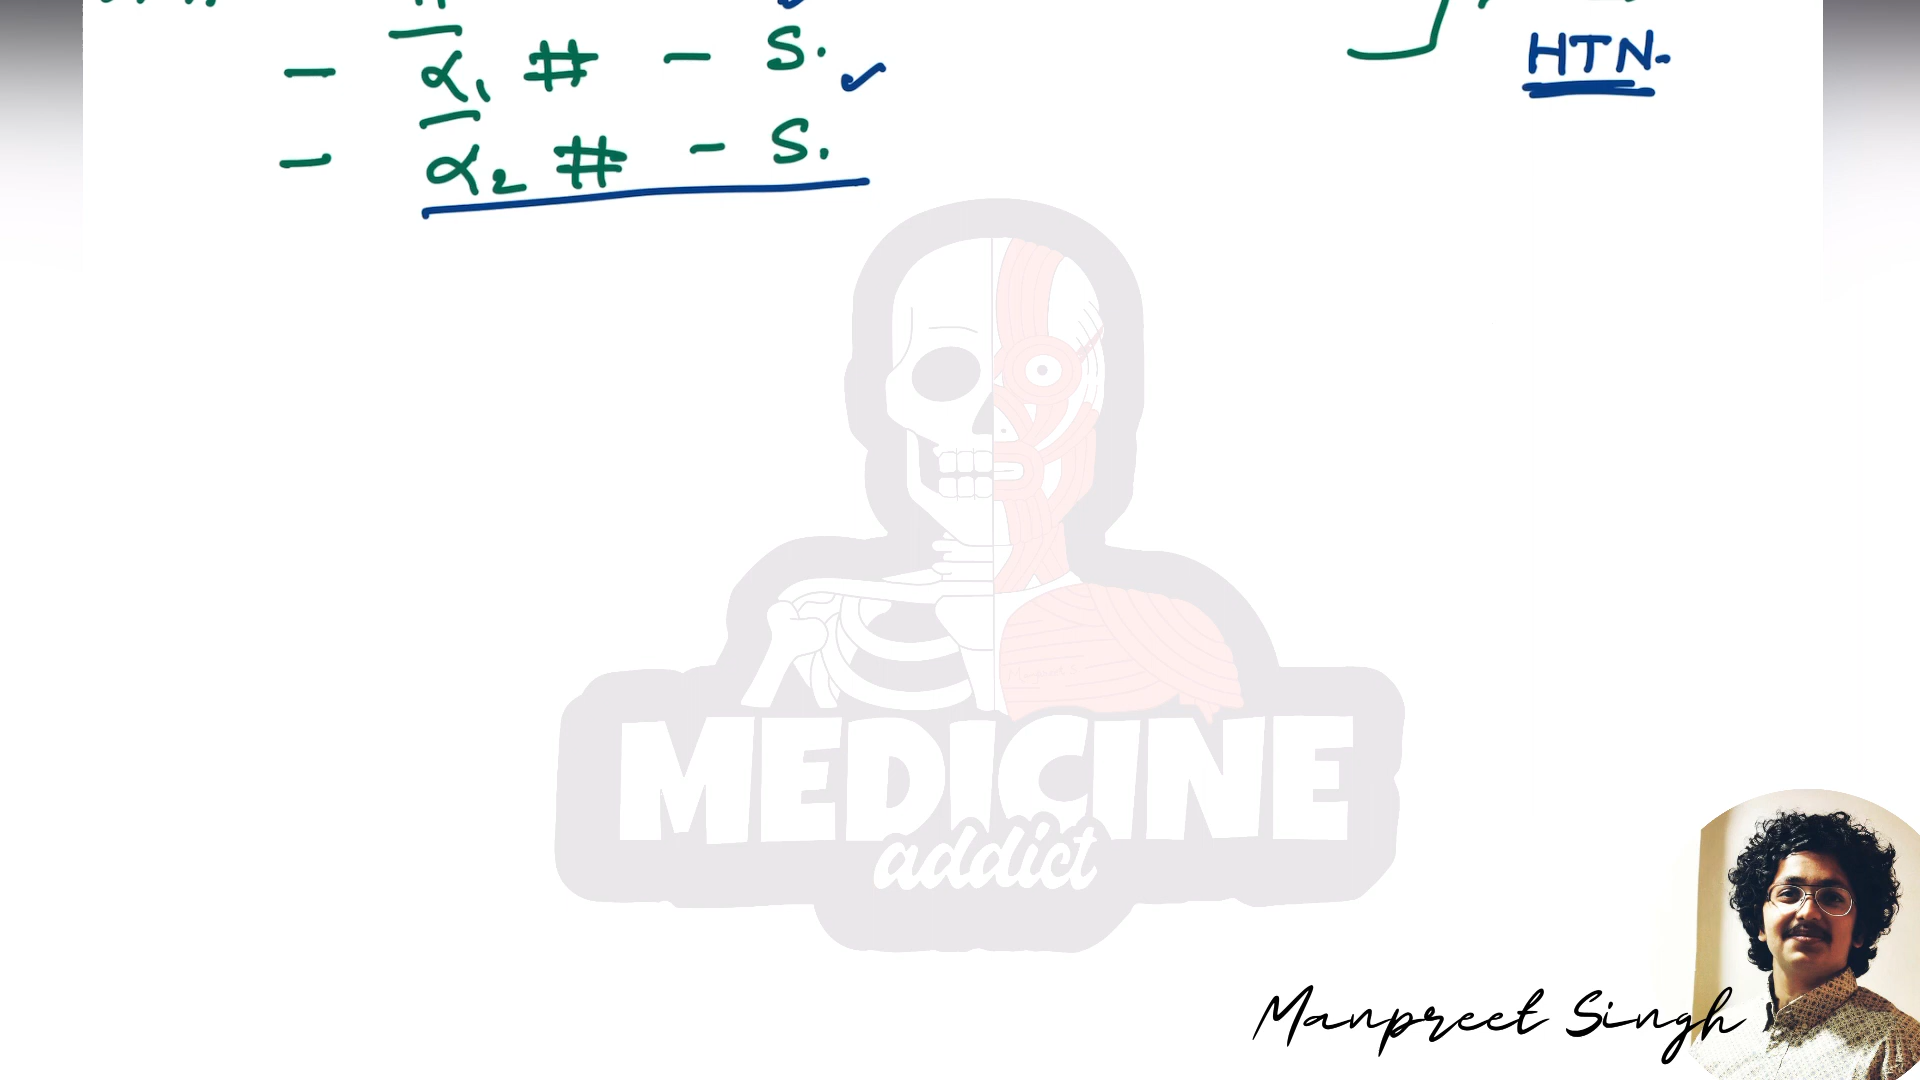 - α₁ # - S. ✓
HTN.
- α₂ # - S.
MEDICINE
addict
Manpreet Singh